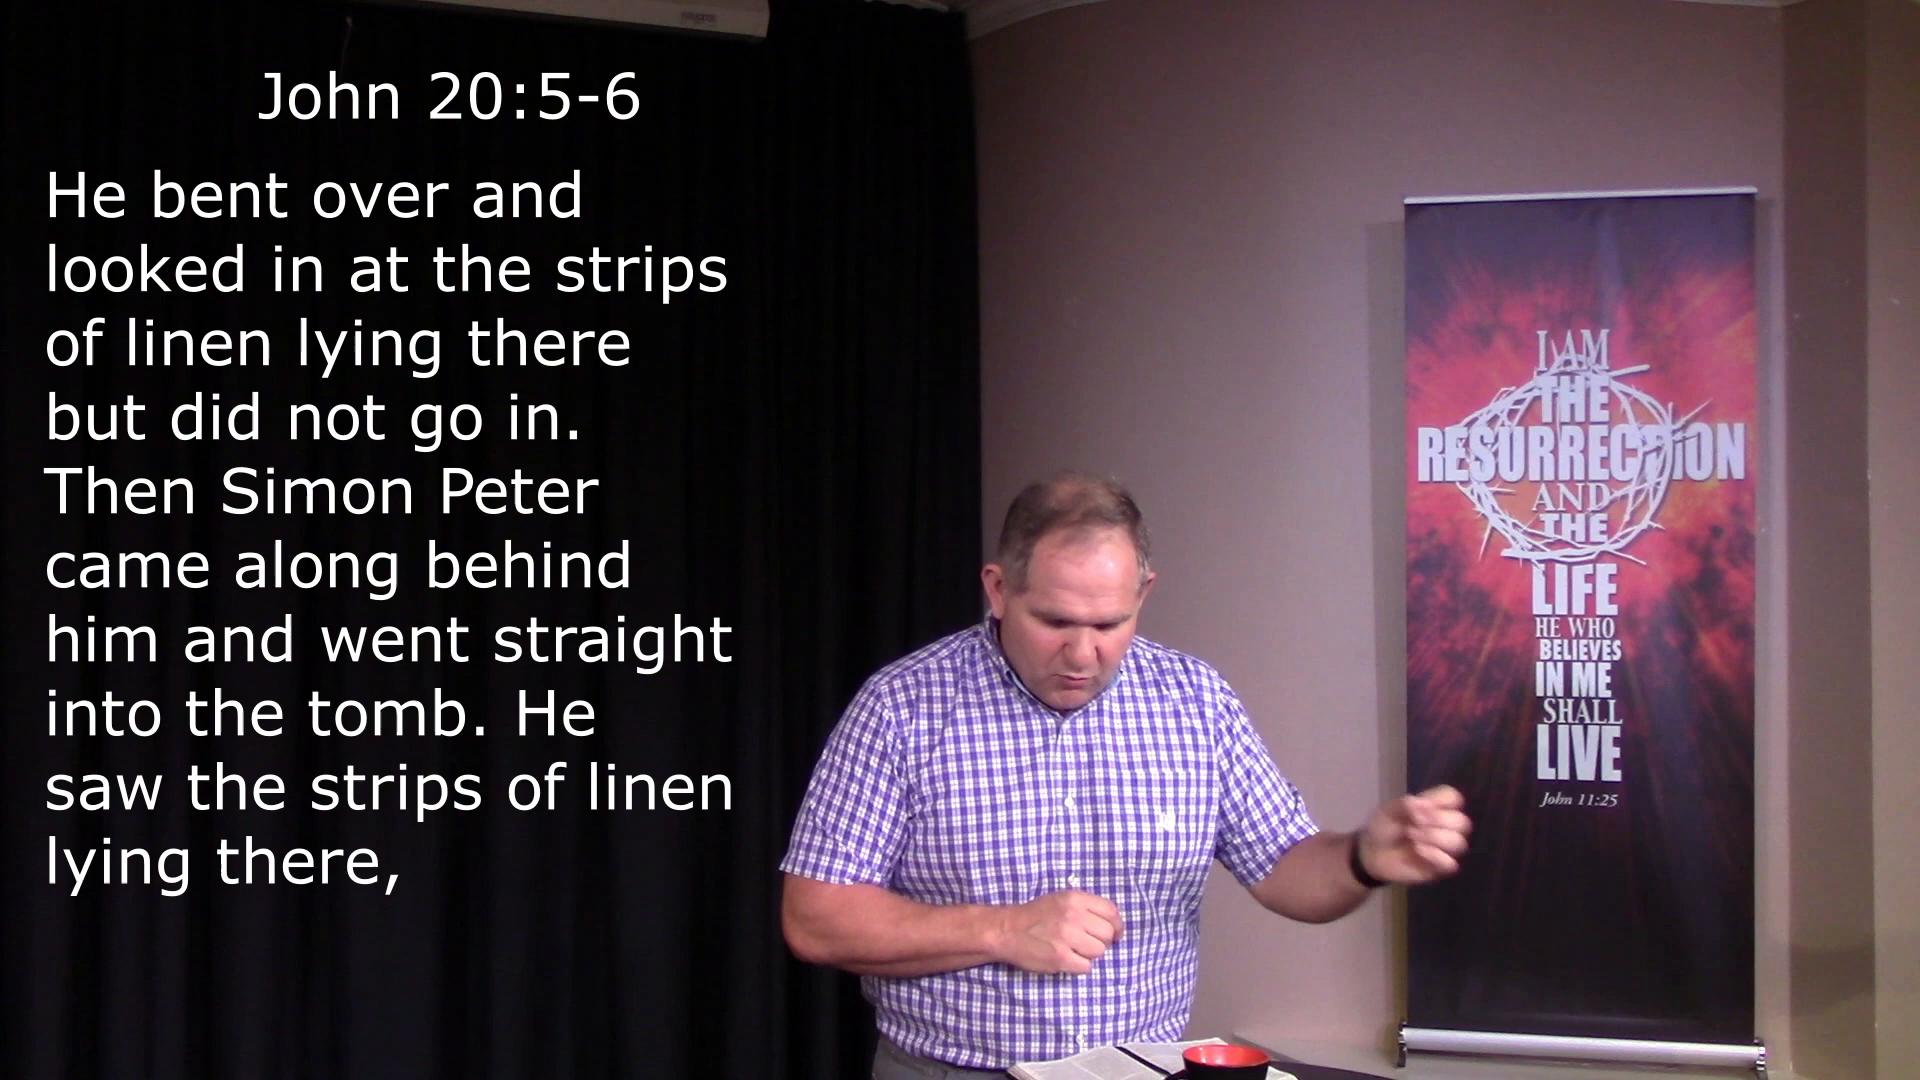 John 20:5-6
He bent over and
looked in at the strips
of linen lying there
but did not go in.
Then Simon Peter
came along behind
him and went straight
into the tomb. He
saw the strips of linen
lying there,
I AM
THE
RESURRECTION
AND
THE
LIFE
HE WHO
BELIEVES
IN ME
SHALL
LIVE
John 11:25